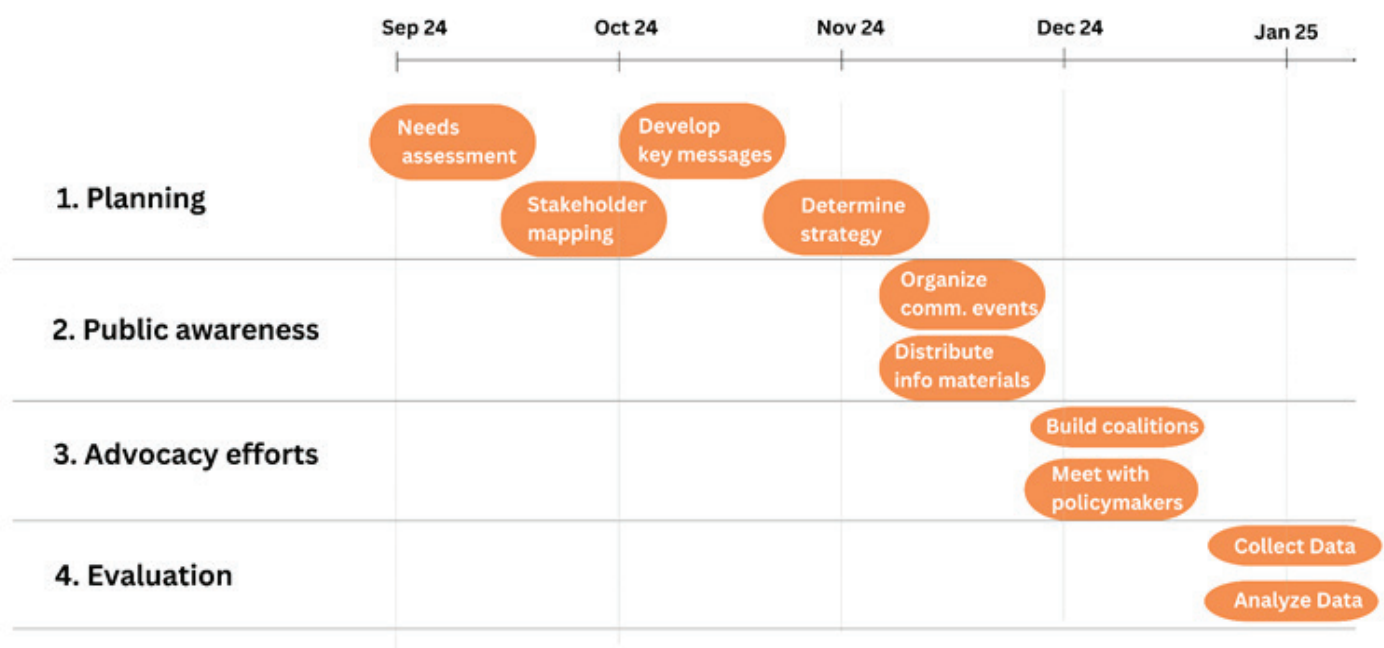 Sep 24
Oct 24
Nov 24
Dec 24
Jan 25
1. Planning
Needs
assessment
Develop
key messages
Stakeholder
mapping
Determine
strategy
2. Public awareness
Organize
comm. events
Distribute
info materials
3. Advocacy efforts
Build coalitions
Meet with
policymakers
4. Evaluation
Collect Data
Analyze Data